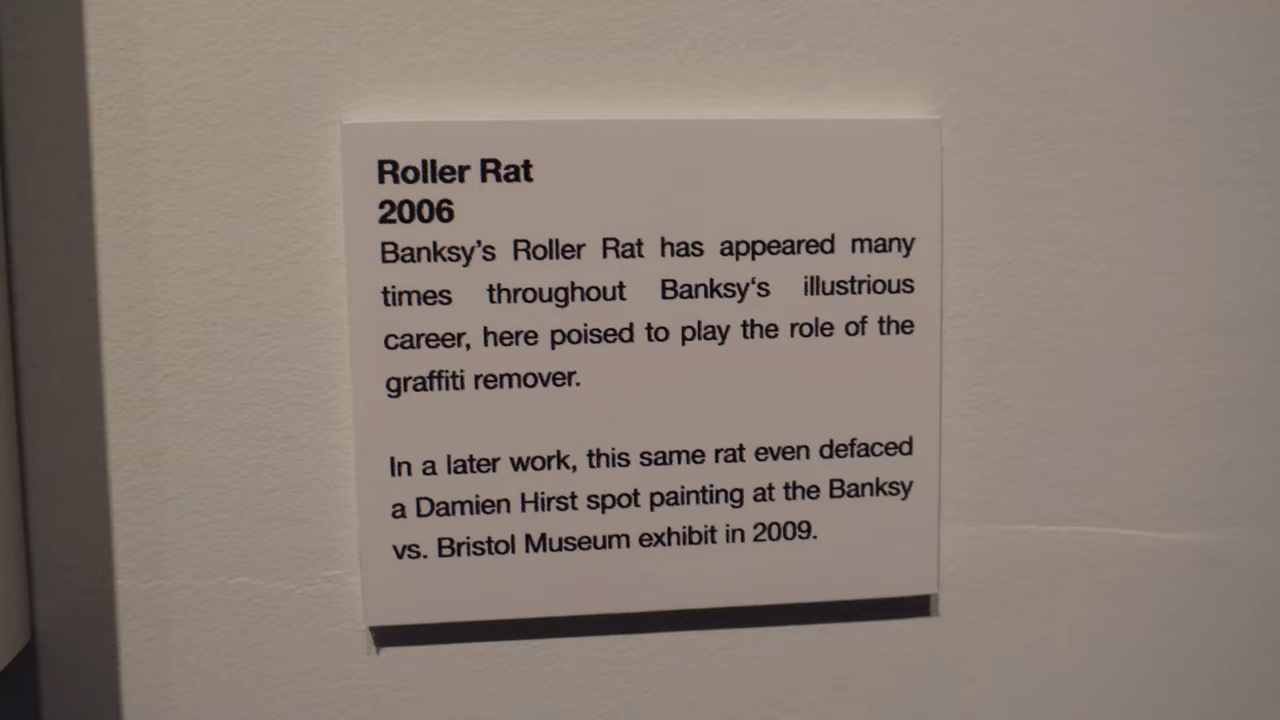 Roller Rat
2006
Banksy’s Roller Rat has appeared many
times throughout Banksy‘s illustrious
career, here poised to play the role of the
graffiti remover.
In a later work, this same rat even defaced
a Damien Hirst spot painting at the Banksy
vs. Bristol Museum exhibit in 2009.